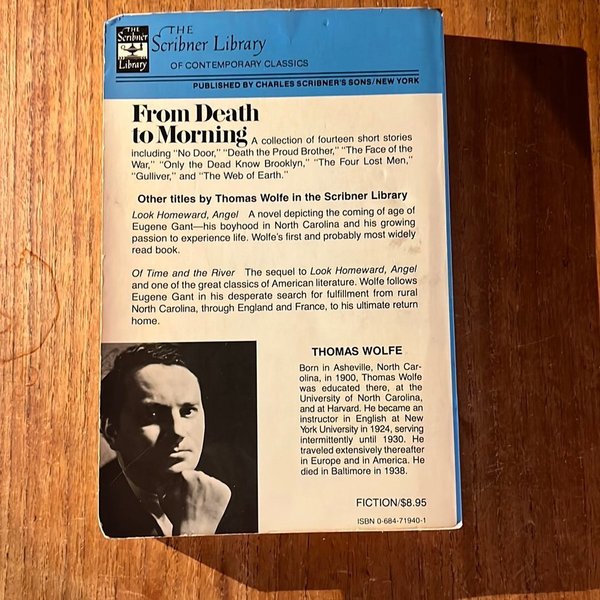 THE
Scribner
Library
THE
Scribner Library
OF CONTEMPORARY CLASSICS
PUBLISHED BY CHARLES SCRIBNER'S SONS/NEW YORK
From Death
to Morning A collection of fourteen short stories
including "No Door," "Death the Proud Brother," "The Face of the
War," "Only the Dead Know Brooklyn," "The Four Lost Men,"
"Gulliver," and "The Web of Earth."
Other titles by Thomas Wolfe in the Scribner Library
Look Homeward, Angel A novel depicting the coming of age of
Eugene Gant—his boyhood in North Carolina and his growing
passion to experience life. Wolfe's first and probably most widely
read book.
Of Time and the River The sequel to Look Homeward, Angel
and one of the great classics of American literature. Wolfe follows
Eugene Gant in his desperate search for fulfillment from rural
North Carolina, through England and France, to his ultimate return
home.
THOMAS WOLFE
Born in Asheville, North Car-
olina, in 1900, Thomas Wolfe
was educated there, at the
University of North Carolina,
and at Harvard. He became an
instructor in English at New
York University in 1924, serving
intermittently until 1930. He
traveled extensively thereafter
in Europe and in America. He
died in Baltimore in 1938.
FICTION/$8.95
ISBN 0-684-71940-1